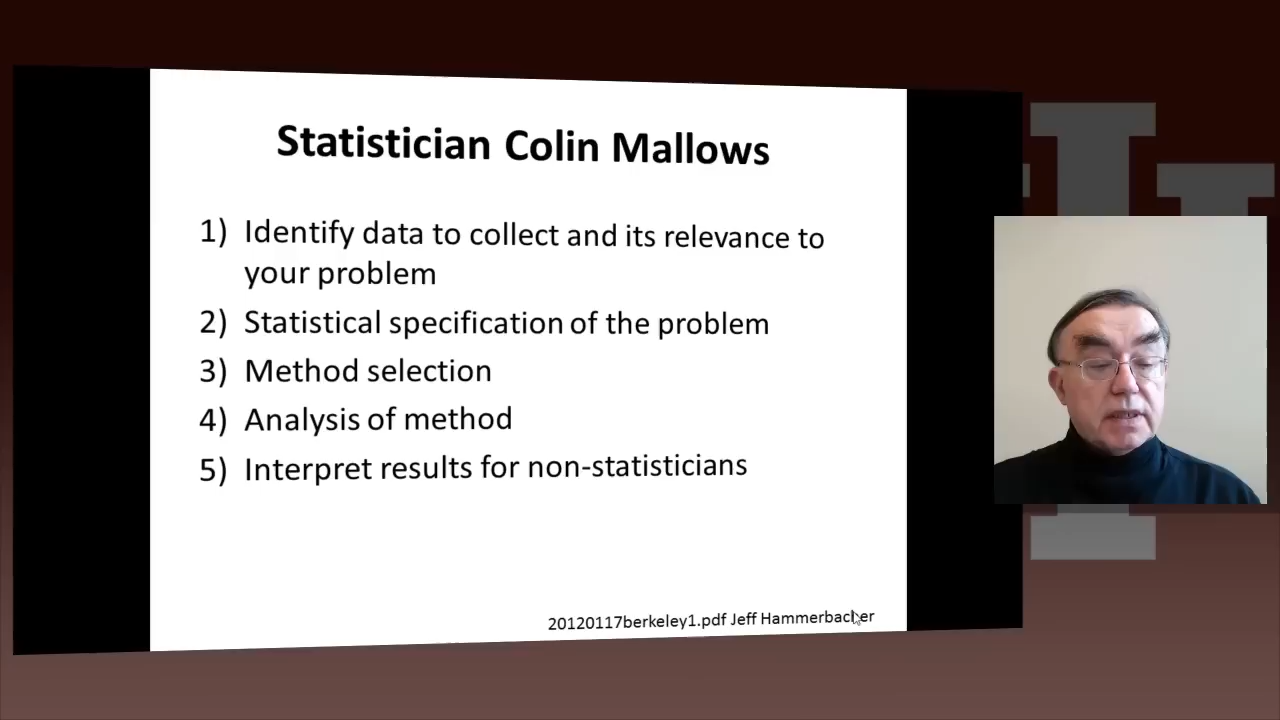 Statistician Colin Mallows
1) Identify data to collect and its relevance to
your problem
2) Statistical specification of the problem
3) Method selection
4) Analysis of method
5) Interpret results for non-statisticians
20120117berkeley1.pdf Jeff Hammerbacher